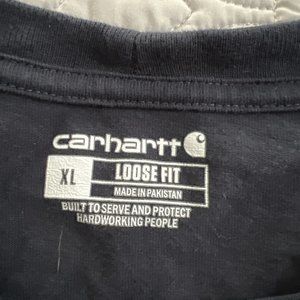 carhartt
XL
LOOSE FIT
MADE IN PAKISTAN
BUILT TO SERVE AND PROTECT
HARDWORKING PEOPLE